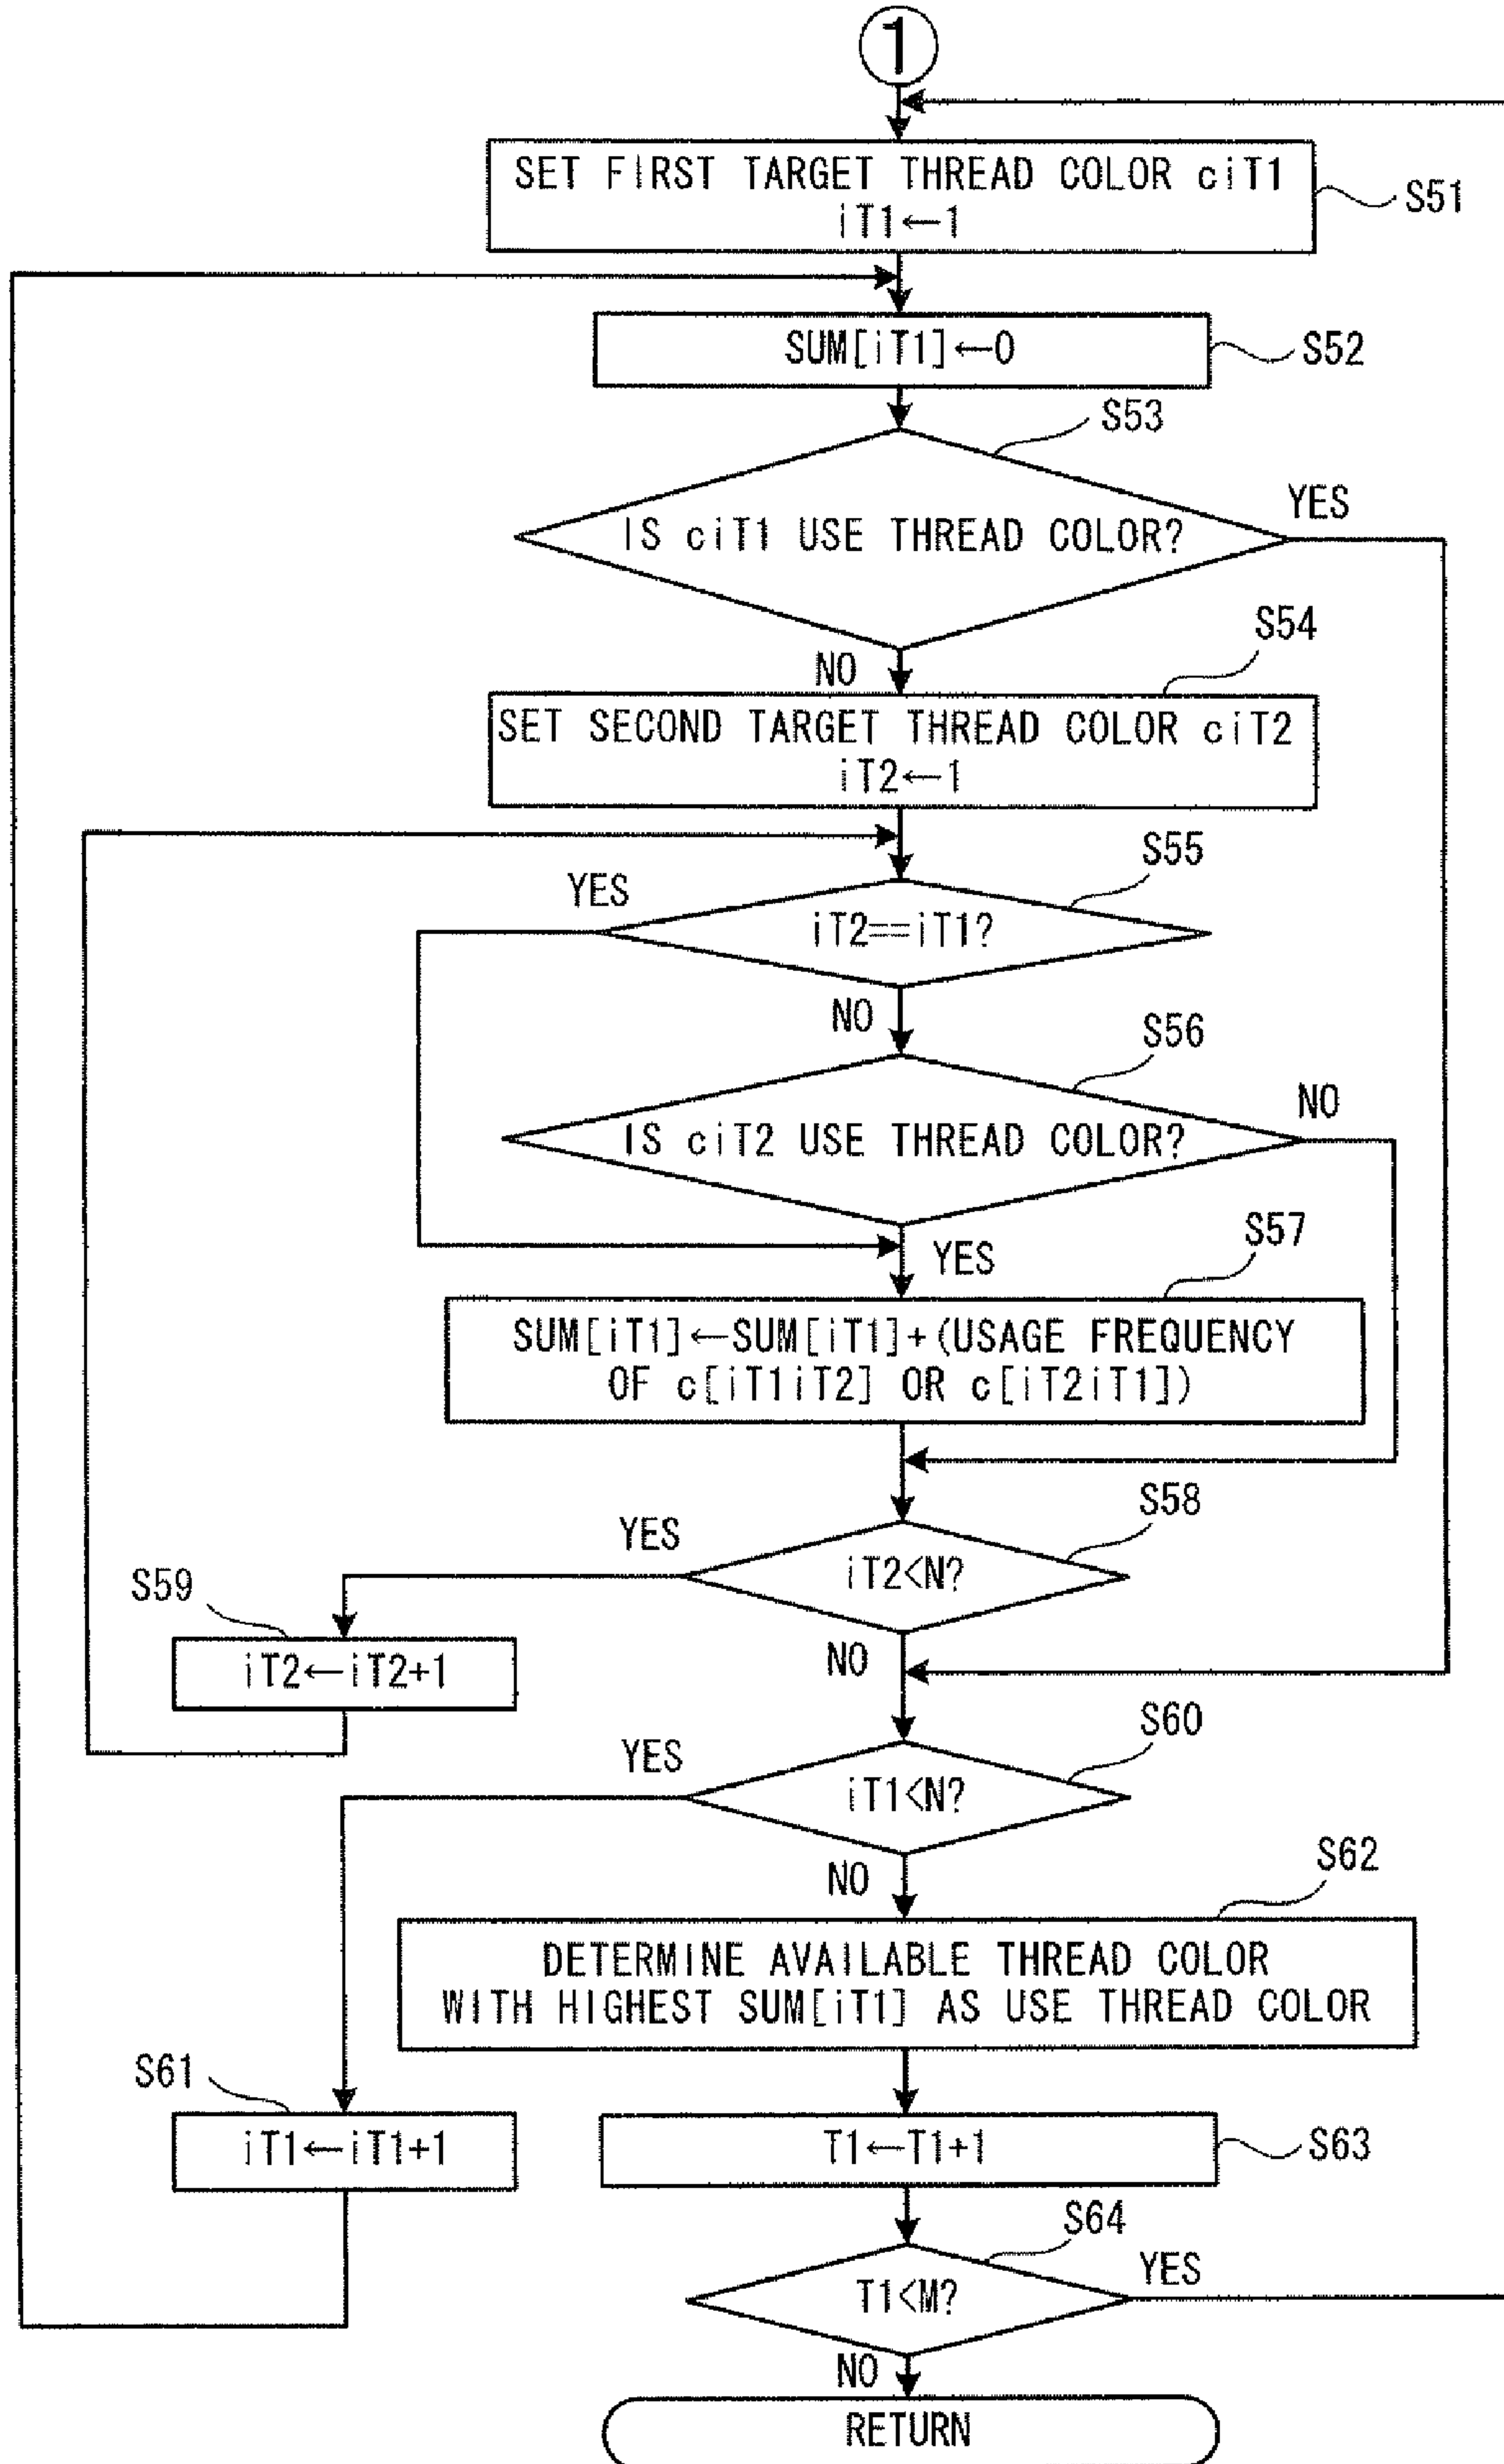 1
SET FIRST TARGET THREAD COLOR ciT1
iT1←1
S51
SUM[iT1]←0
S52
S53
IS ciT1 USE THREAD COLOR?
YES
NO
S54
SET SECOND TARGET THREAD COLOR ciT2
iT2←1
S55
YES
iT2==iT1?
NO
S56
IS ciT2 USE THREAD COLOR?
NO
YES
S57
SUM[iT1]←SUM[iT1]+(USAGE FREQUENCY
OF c[iT1iT2] OR c[iT2iT1])
S58
YES
iT2<N?
S59
iT2←iT2+1
NO
S60
YES
iT1<N?
NO
S62
DETERMINE AVAILABLE THREAD COLOR
WITH HIGHEST SUM[iT1] AS USE THREAD COLOR
S61
iT1←iT1+1
T1←T1+1
S63
S64
T1<M?
YES
NO
RETURN